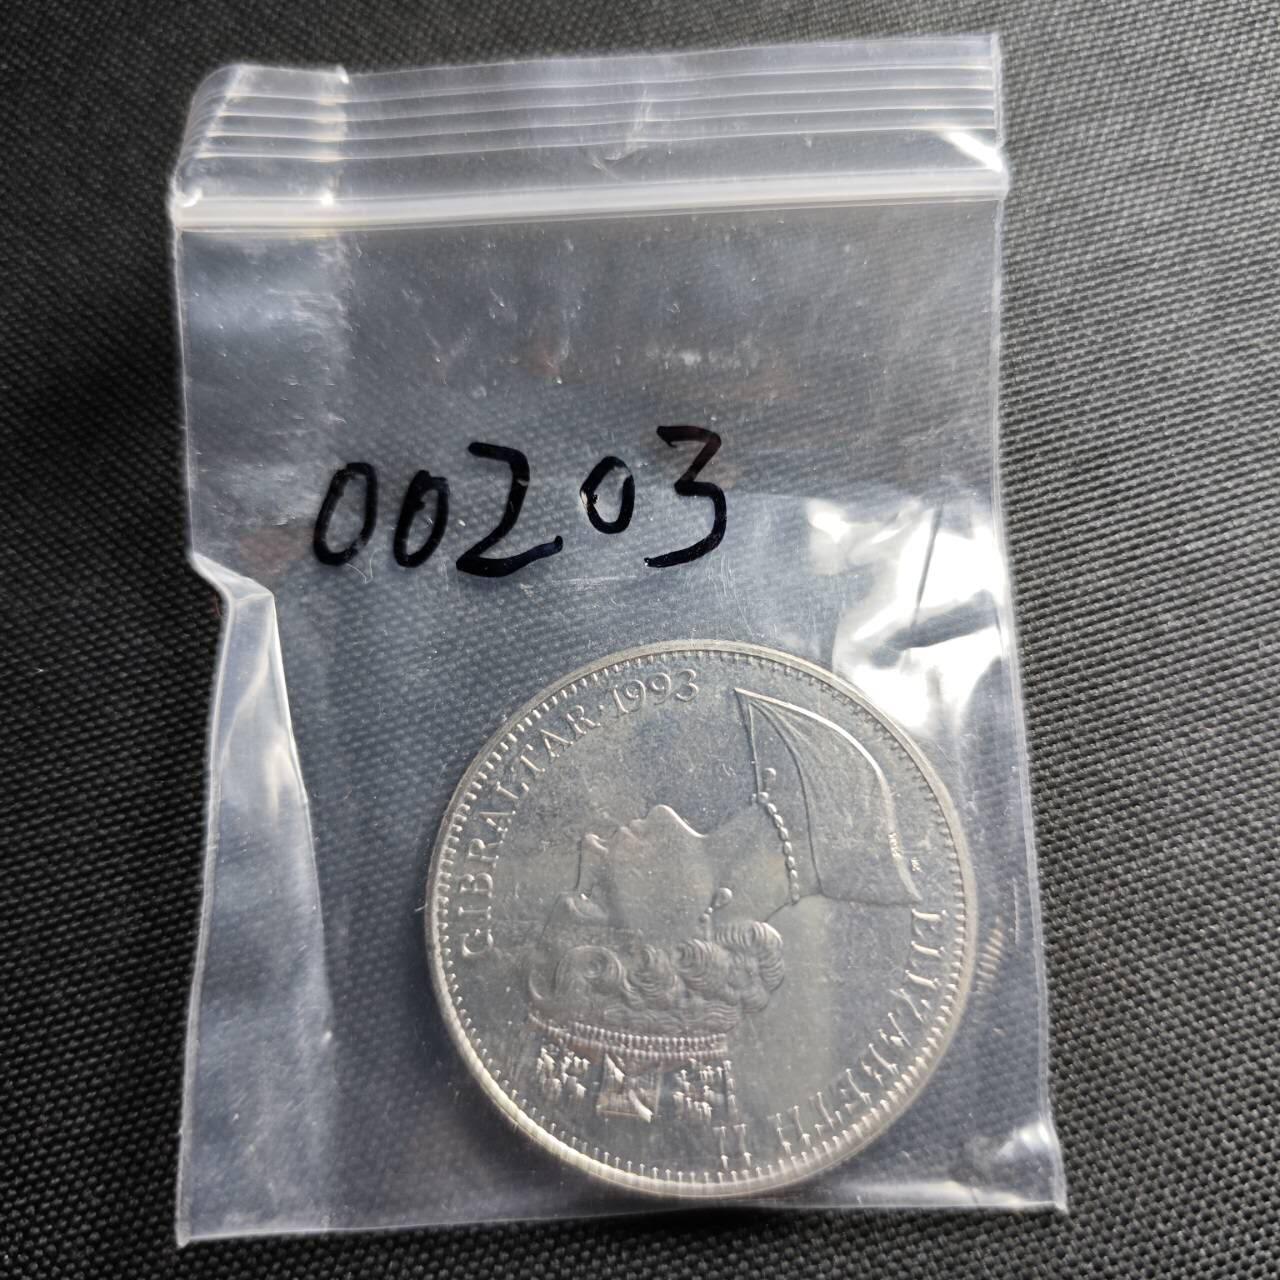 00203
GIBRALTAR·1993
ELIZABETH II